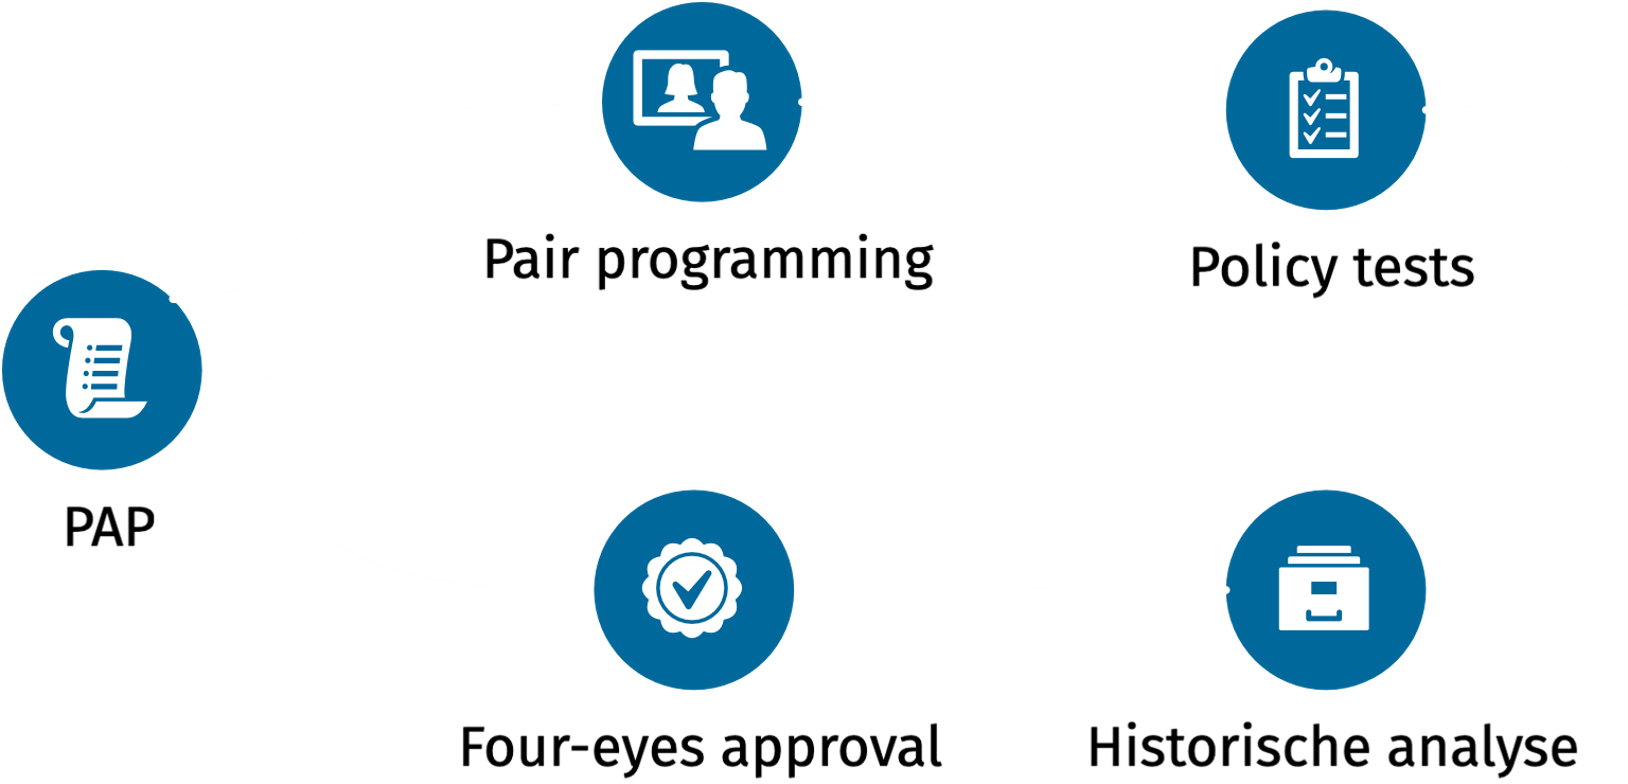 Pair programming
Policy tests
PAP
Four-eyes approval
Historische analyse